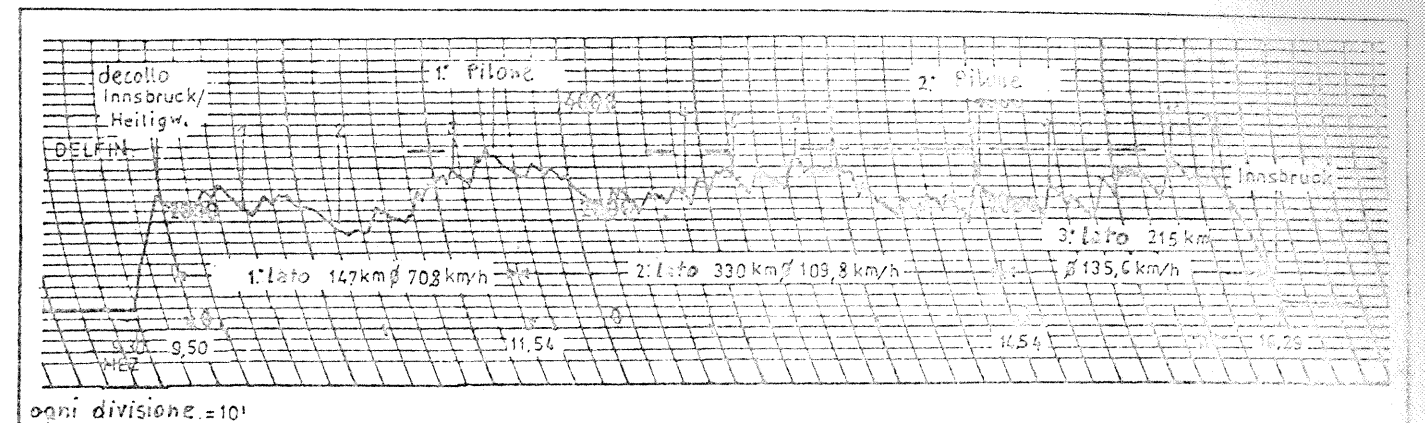 decollo
Innsbruck/
Heiligw.
DELFIN
1° Pilone
4000
2° Pilone
4000
Innsbruck
3° Lato 215 km
Ø 135,6 km/h
1° Lato 147 km Ø 70,8 km/h
2° Lato 330 km Ø 109,8 km/h
9,30
MEZ
9,50
11,54
14,54
16,29
ogni divisione = 10'